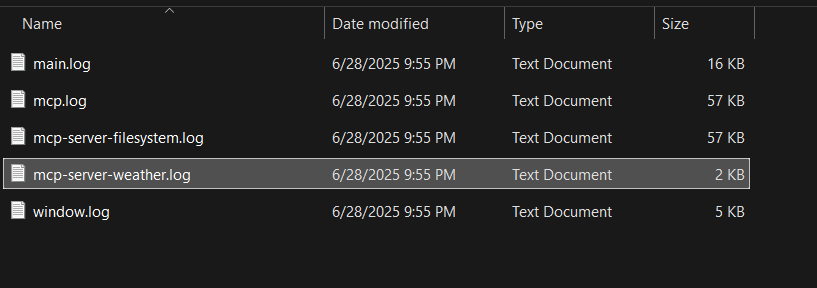 Name Date modified Type Size
main.log 6/28/2025 9:55 PM Text Document 16 KB
mcp.log 6/28/2025 9:55 PM Text Document 57 KB
mcp-server-filesystem.log 6/28/2025 9:55 PM Text Document 57 KB
mcp-server-weather.log 6/28/2025 9:55 PM Text Document 2 KB
window.log 6/28/2025 9:55 PM Text Document 5 KB